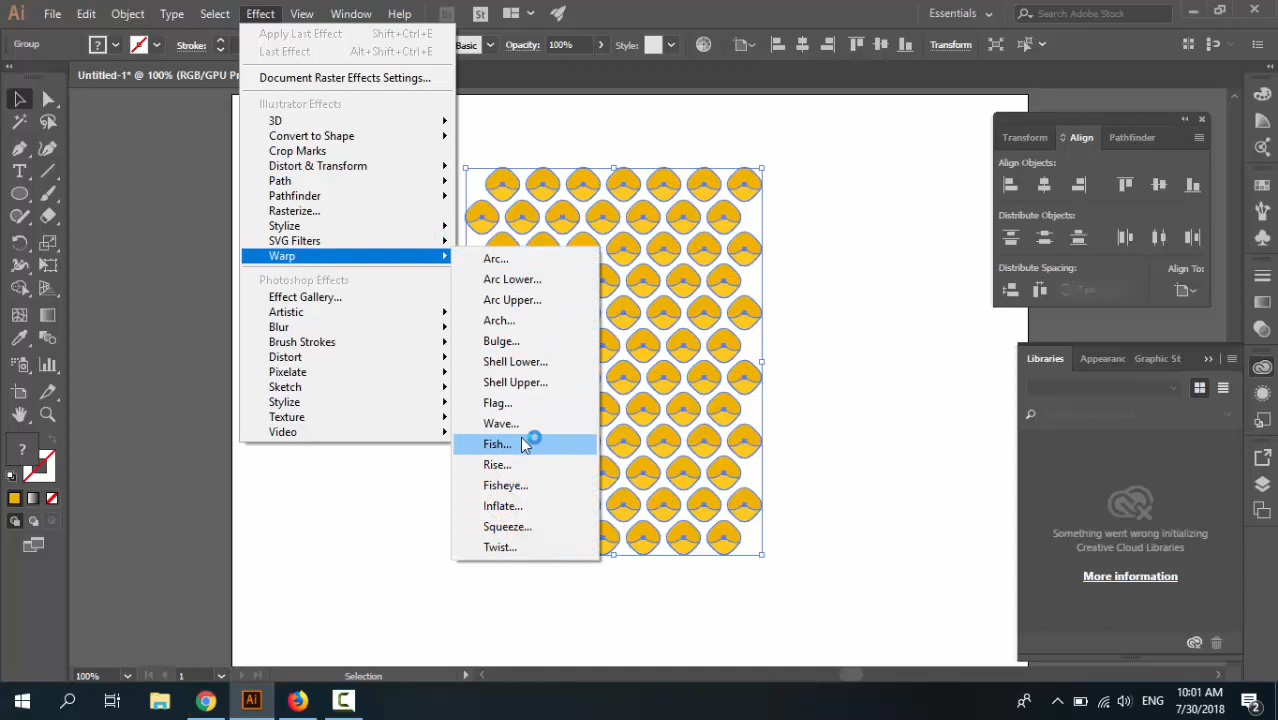 Ai File Edit Object Type Select Effect View Window Help Br St Essentials Search Adobe Stock
Group ? Stroke: Basic Opacity: 100% Style: Transform
Untitled-1* @ 100% (RGB/GPU Pr
Apply Last Effect Shift+Ctrl+E
Last Effect Alt+Shift+Ctrl+E
Document Raster Effects Settings...
Illustrator Effects
3D
Convert to Shape
Crop Marks
Distort & Transform
Path
Pathfinder
Rasterize...
Stylize
SVG Filters
Warp
Photoshop Effects
Effect Gallery...
Artistic
Blur
Brush Strokes
Distort
Pixelate
Sketch
Stylize
Texture
Video
Arc...
Arc Lower...
Arc Upper...
Arch...
Bulge...
Shell Lower...
Shell Upper...
Flag...
Wave...
Fish...
Rise...
Fisheye...
Inflate...
Squeeze...
Twist...
Transform Align Pathfinder
Align Objects:
Distribute Objects:
Distribute Spacing: Align To:
Libraries Appearanc Graphic St
Something went wrong initializing
Creative Cloud Libraries
More information
?
100% 1 Selection
Ai ENG 10:01 AM
7/30/2018 2